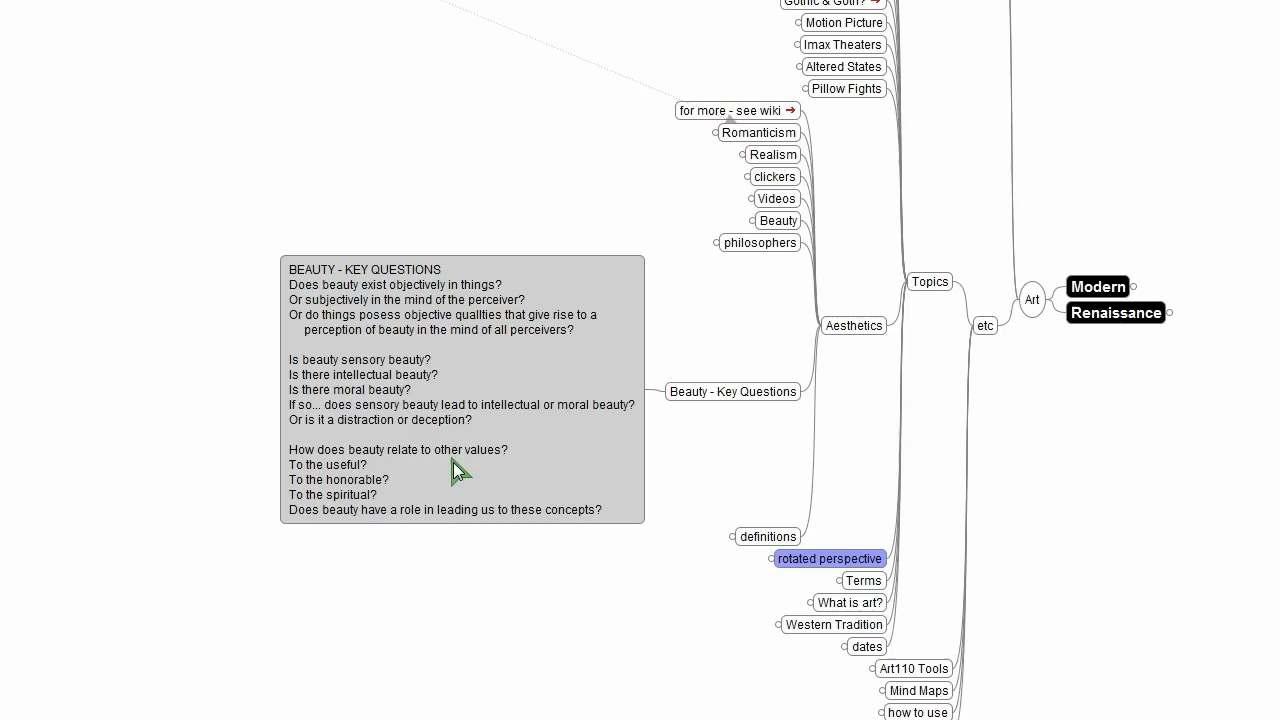 Gothic & Goth?
Motion Picture
Imax Theaters
Altered States
Pillow Fights
for more - see wiki
Romanticism
Realism
clickers
Videos
Beauty
philosophers
BEAUTY - KEY QUESTIONS
Does beauty exist objectively in things?
Or subjectively in the mind of the perceiver?
Or do things posess objective qualities that give rise to a
perception of beauty in the mind of all perceivers?
Is beauty sensory beauty?
Is there intellectual beauty?
Is there moral beauty?
If so... does sensory beauty lead to intellectual or moral beauty?
Or is it a distraction or deception?
How does beauty relate to other values?
To the useful?
To the honorable?
To the spiritual?
Does beauty have a role in leading us to these concepts?
Beauty - Key Questions
definitions
Aesthetics
rotated perspective
Terms
What is art?
Western Tradition
dates
Topics
etc
Art110 Tools
Mind Maps
how to use
Art
Modern
Renaissance